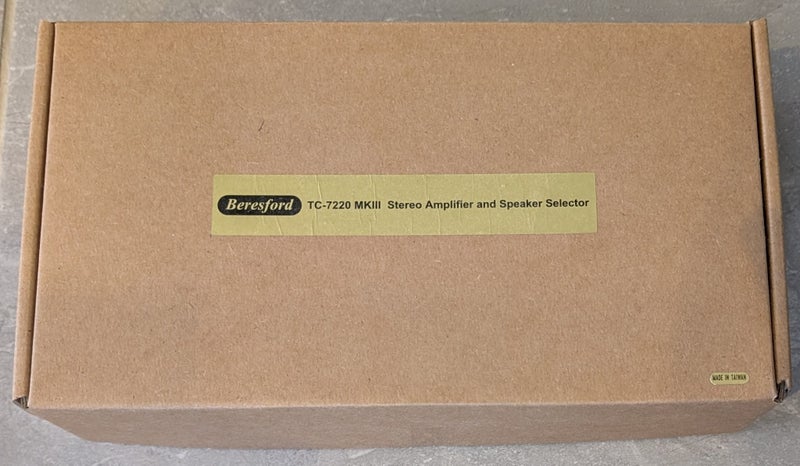 Beresford TC-7220 MKIII Stereo Amplifier and Speaker Selector
MADE IN TAIWAN